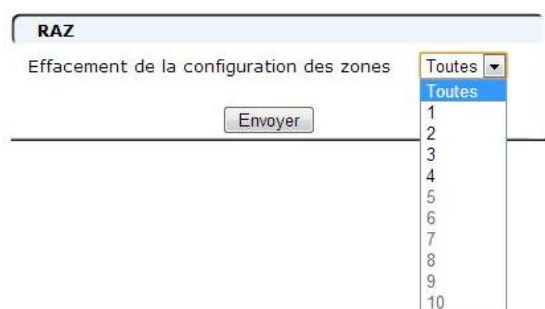 RAZ
Effacement de la configuration des zones Toutes
Toutes
1
Envoyer
2
3
4
5
6
7
8
9
10